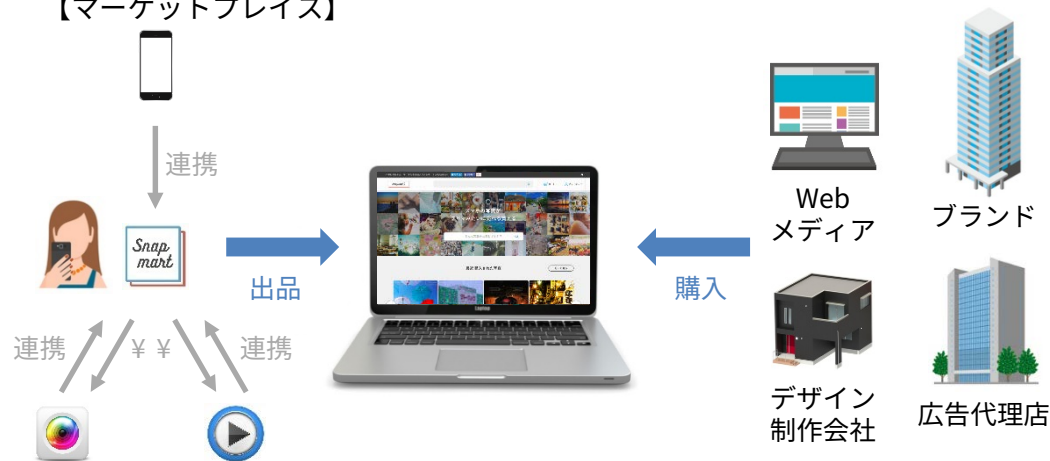 【マーケットプレイス】
連携
Snap
mart
出品
連携
¥ ¥
連携
購入
Web
メディア
ブランド
デザイン
制作会社
広告代理店